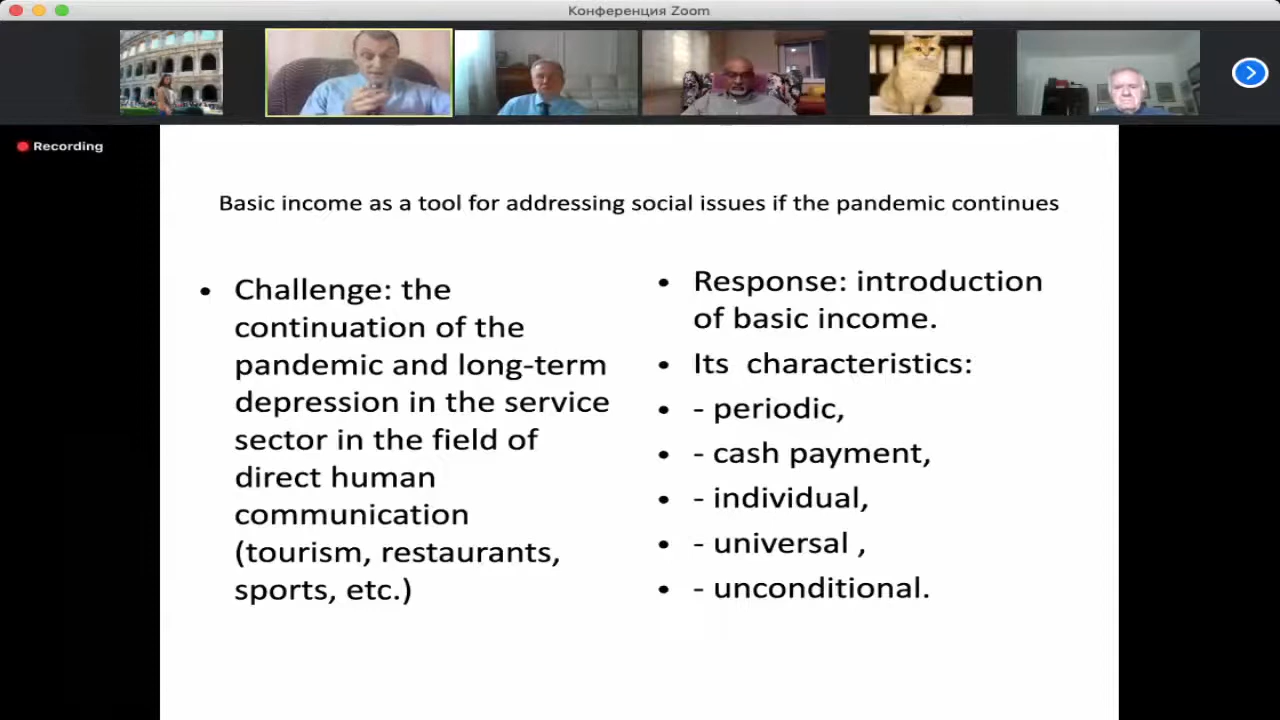 Конференция Zoom
Recording
Basic income as a tool for addressing social issues if the pandemic continues
• Challenge: the
continuation of the
pandemic and long-term
depression in the service
sector in the field of
direct human
communication
(tourism, restaurants,
sports, etc.)
• Response: introduction
of basic income.
• Its characteristics:
• - periodic,
• - cash payment,
• - individual,
• - universal ,
• - unconditional.